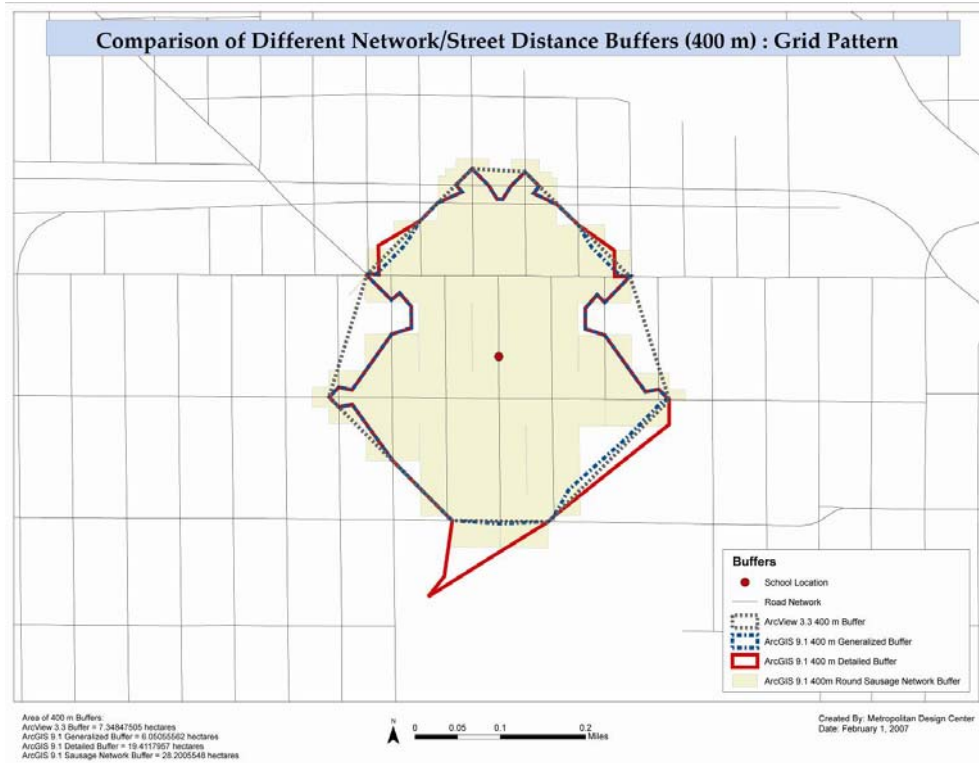 Comparison of Different Network/Street Distance Buffers (400 m) : Grid Pattern
Buffers
School Location
Road Network
ArcView 3.3 400 m Buffer
ArcGIS 9.1 400 m Generalized Buffer
ArcGIS 9.1 400 m Detailed Buffer
ArcGIS 9.1 400m Round Sausage Network Buffer
Area of 400 m Buffers:
ArcView 3.3 Buffer = 7.34847505 hectares
ArcGIS 9.1 Generalized Buffer = 6.05055562 hectares
ArcGIS 9.1 Detailed Buffer = 19.4117957 hectares
ArcGIS 9.1 Sausage Network Buffer = 28.2005548 hectares
N
0 0.05 0.1 0.2
Miles
Created By: Metropolitan Design Center
Date: February 1, 2007